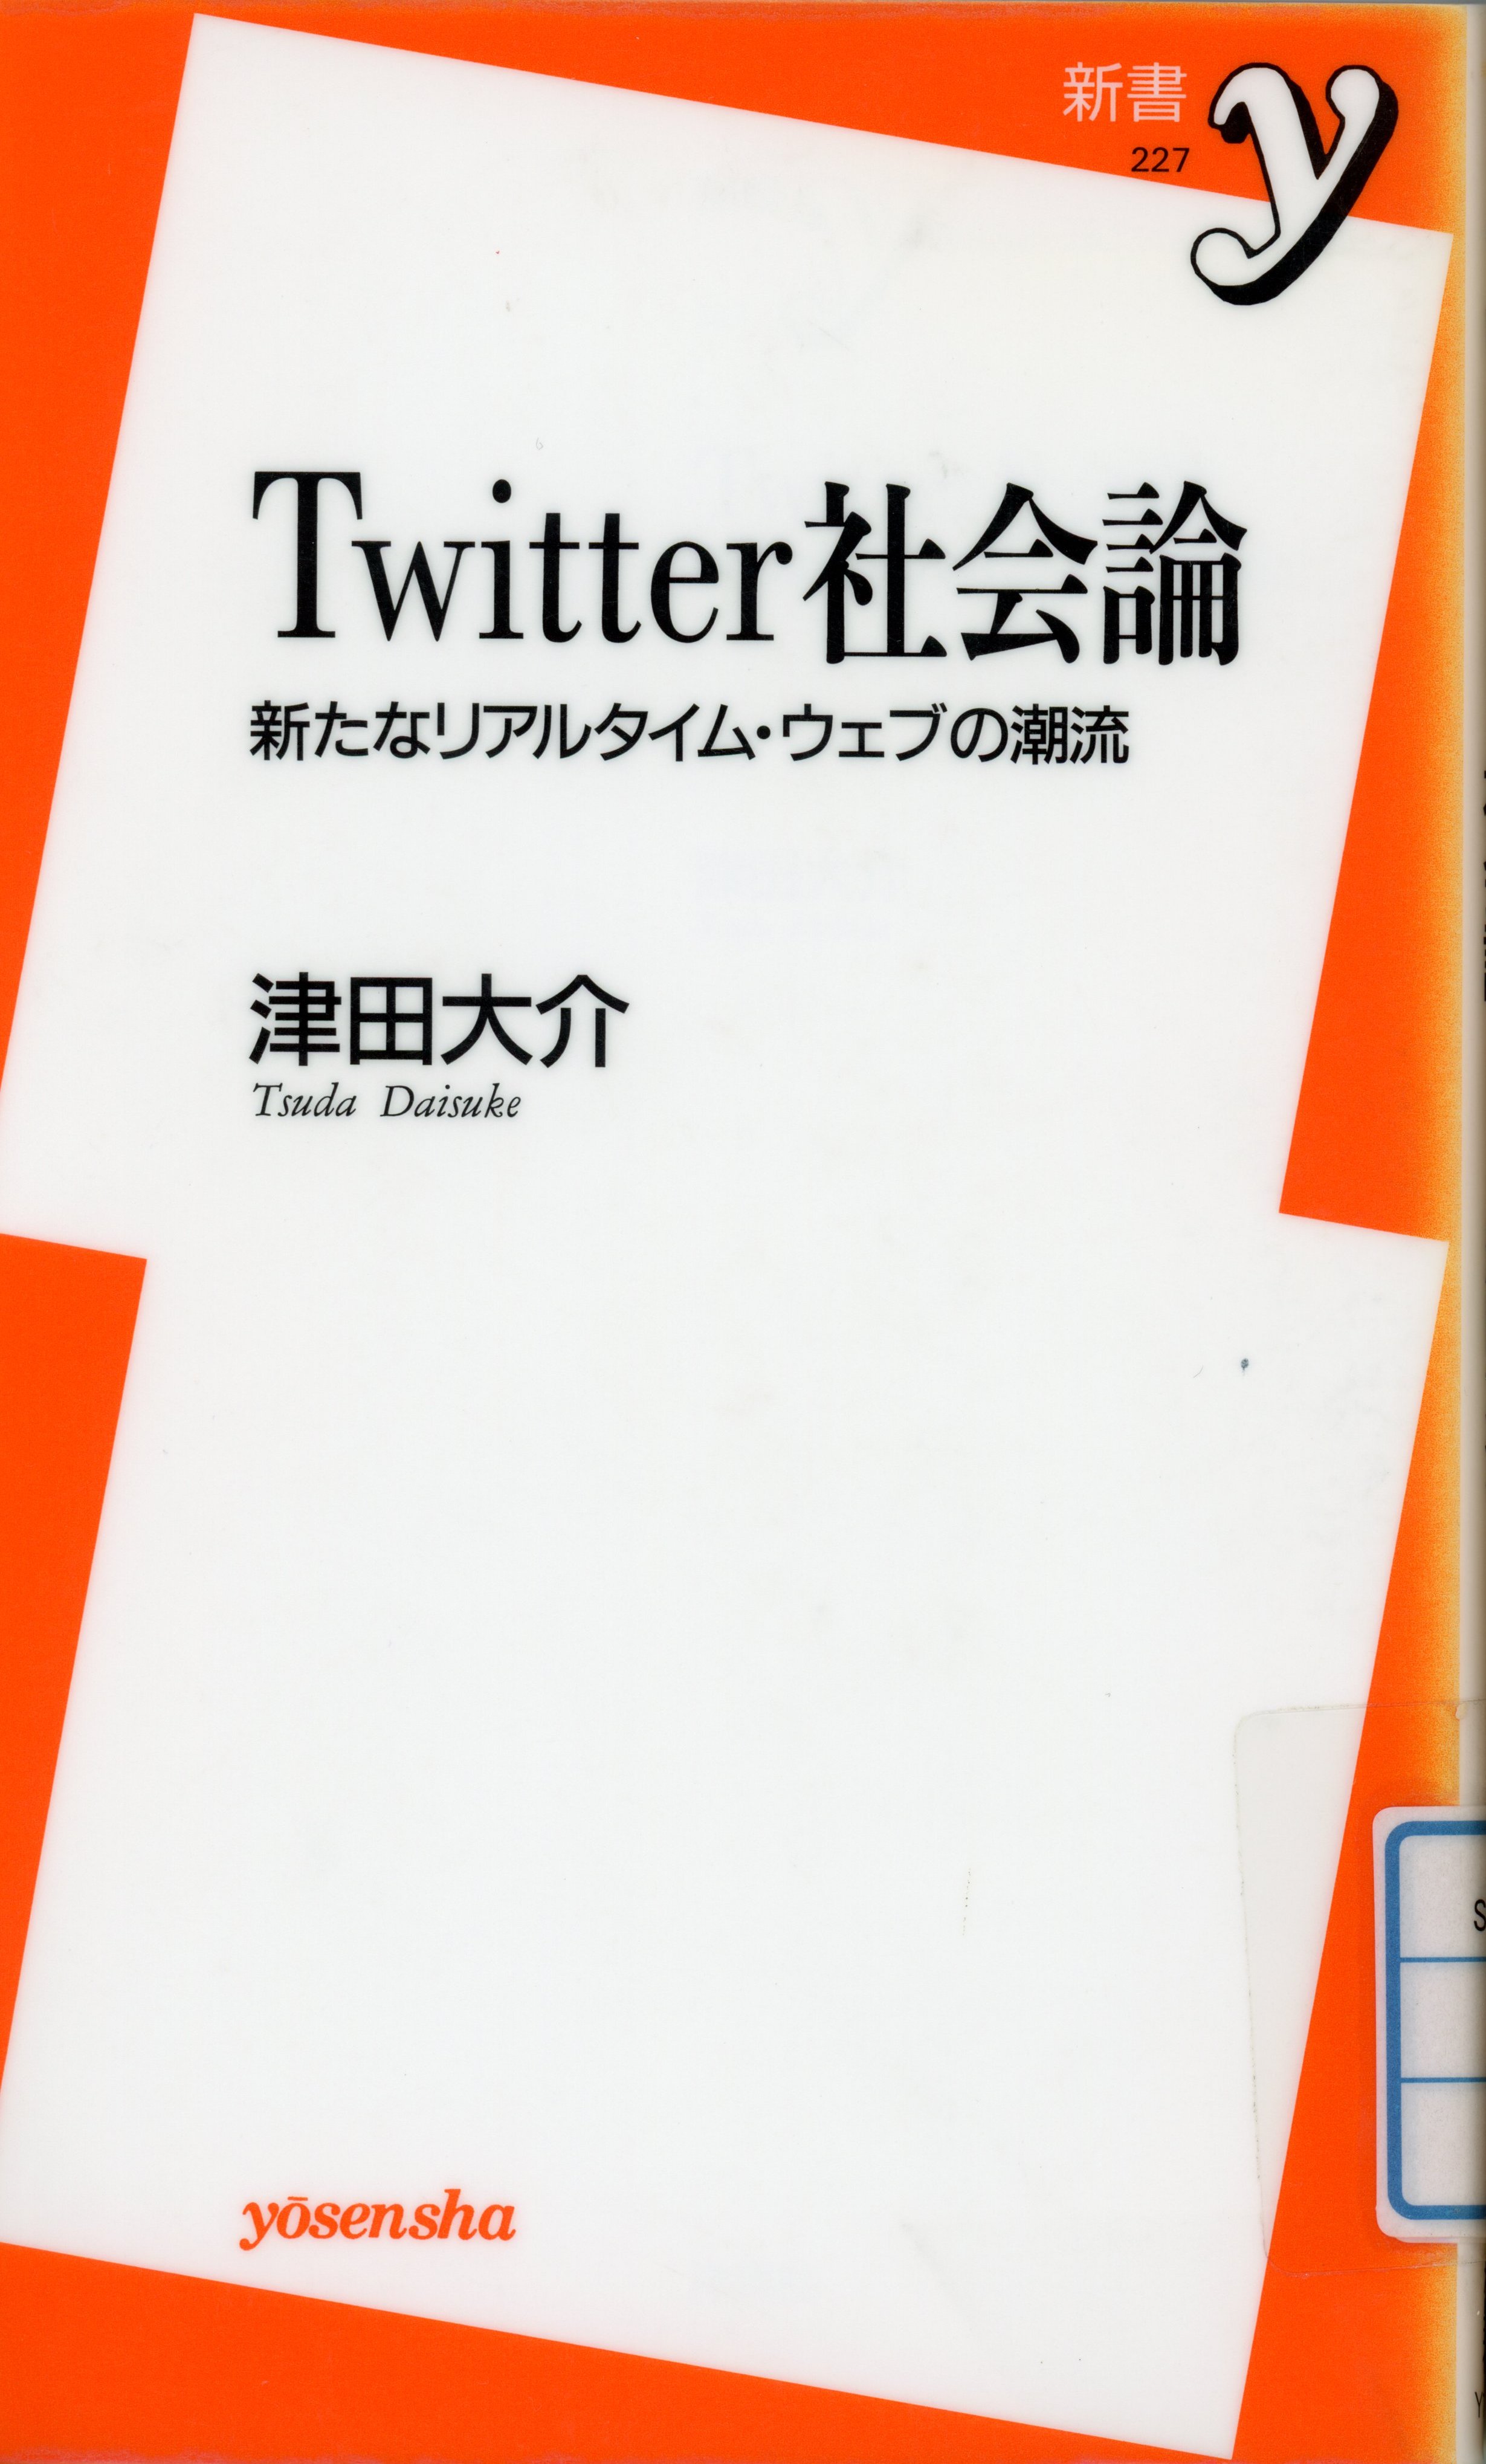 新書
y
227
Twitter社会論
新たなリアルタイム・ウェブの潮流
津田大介
Tsuda Daisuke
yōsensha